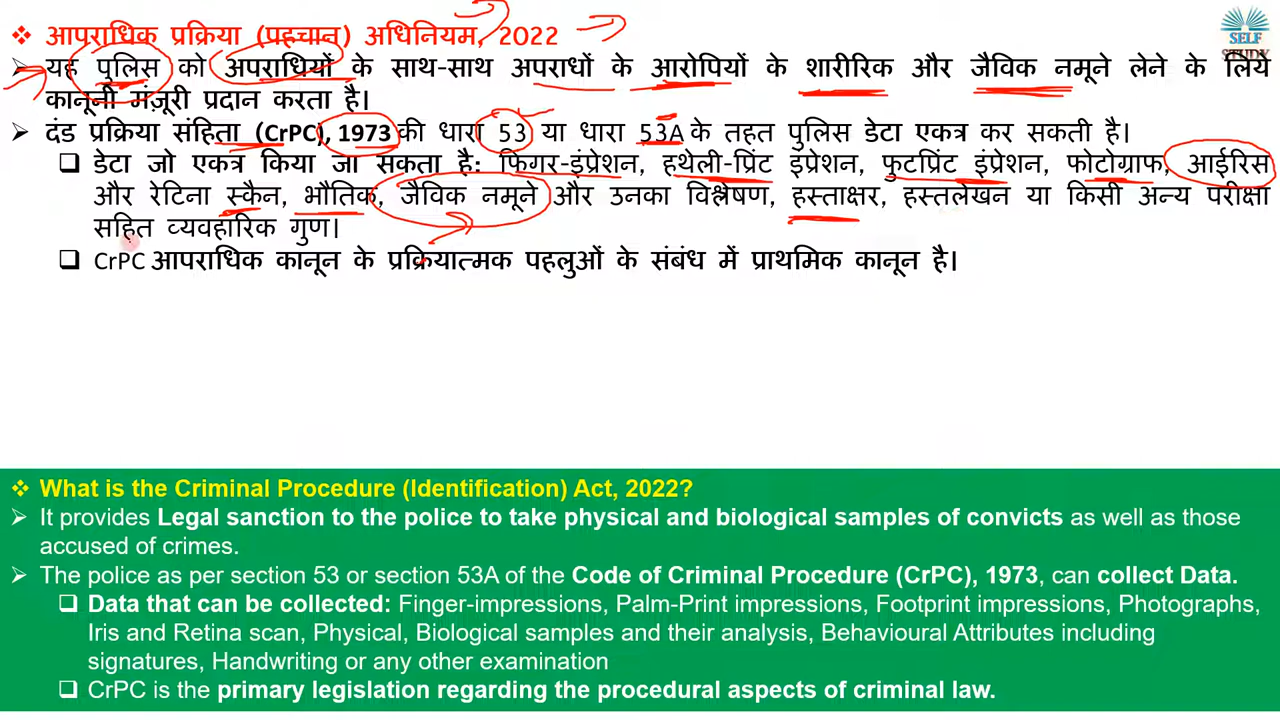 ❖ आपराधिक प्रक्रिया (पहचान) अधिनियम, 2022
➢ यह पुलिस को अपराधियों के साथ-साथ अपराधों के आरोपियों के शारीरिक और जैविक नमूने लेने के लिये
कानूनी मंज़ूरी प्रदान करता है।
➢ दंड प्रक्रिया संहिता (CrPC), 1973 की धारा 53 या धारा 53A के तहत पुलिस डेटा एकत्र कर सकती है।
❑ डेटा जो एकत्र किया जा सकता है: फिंगर-इंप्रेशन, हथेली-प्रिंट इंप्रेशन, फुटप्रिंट इंप्रेशन, फोटोग्राफ, आईरिस
और रेटिना स्कैन, भौतिक, जैविक नमूने और उनका विश्लेषण, हस्ताक्षर, हस्तलेखन या किसी अन्य परीक्षा
सहित व्यवहारिक गुण।
❑ CrPC आपराधिक कानून के प्रक्रियात्मक पहलुओं के संबंध में प्राथमिक कानून है।
SELF
STUDY
❖ What is the Criminal Procedure (Identification) Act, 2022?
➢ It provides Legal sanction to the police to take physical and biological samples of convicts as well as those
accused of crimes.
➢ The police as per section 53 or section 53A of the Code of Criminal Procedure (CrPC), 1973, can collect Data.
❑ Data that can be collected: Finger-impressions, Palm-Print impressions, Footprint impressions, Photographs,
Iris and Retina scan, Physical, Biological samples and their analysis, Behavioural Attributes including
signatures, Handwriting or any other examination
❑ CrPC is the primary legislation regarding the procedural aspects of criminal law.